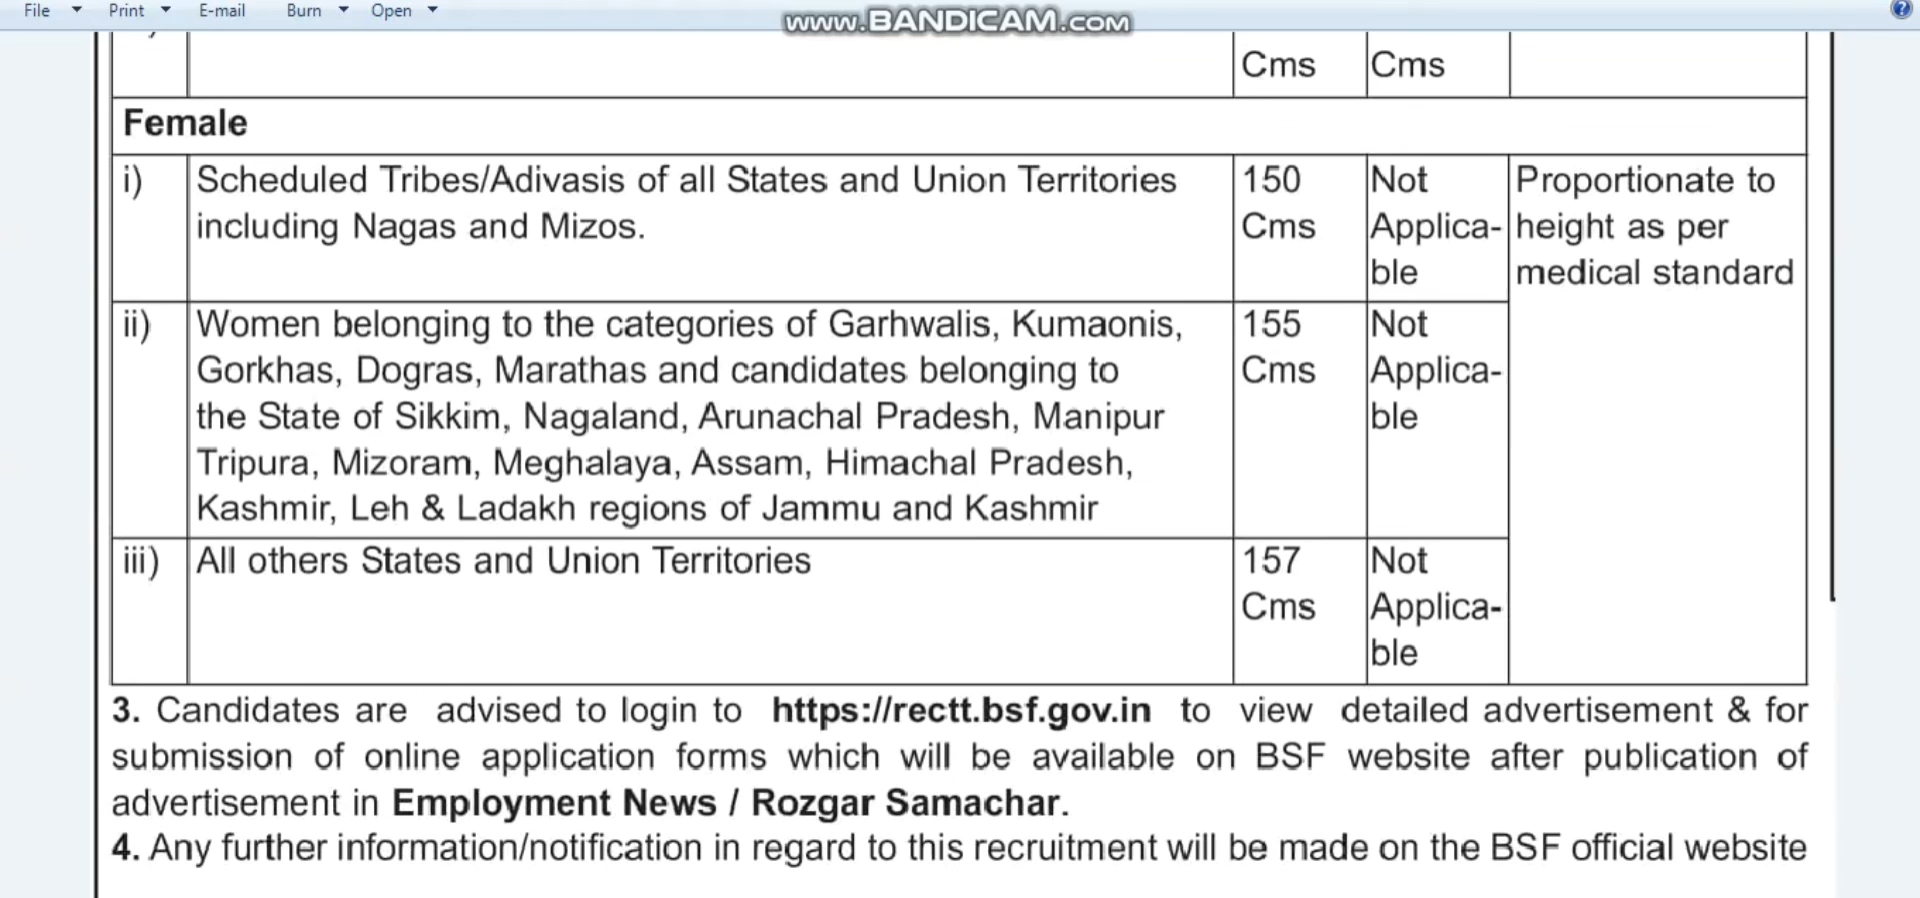 File Print E-mail Burn Open
www.BANDICAM.com
Cms Cms
Female
i) Scheduled Tribes/Adivasis of all States and Union Territories 150 Not Proportionate to
including Nagas and Mizos. Cms Applica- height as per
ble medical standard
ii) Women belonging to the categories of Garhwalis, Kumaonis, 155 Not
Gorkhas, Dogras, Marathas and candidates belonging to Cms Applica-
the State of Sikkim, Nagaland, Arunachal Pradesh, Manipur ble
Tripura, Mizoram, Meghalaya, Assam, Himachal Pradesh,
Kashmir, Leh & Ladakh regions of Jammu and Kashmir
iii) All others States and Union Territories 157 Not
Cms Applica-
ble
3. Candidates are advised to login to https://rectt.bsf.gov.in to view detailed advertisement & for
submission of online application forms which will be available on BSF website after publication of
advertisement in Employment News / Rozgar Samachar.
4. Any further information/notification in regard to this recruitment will be made on the BSF official website